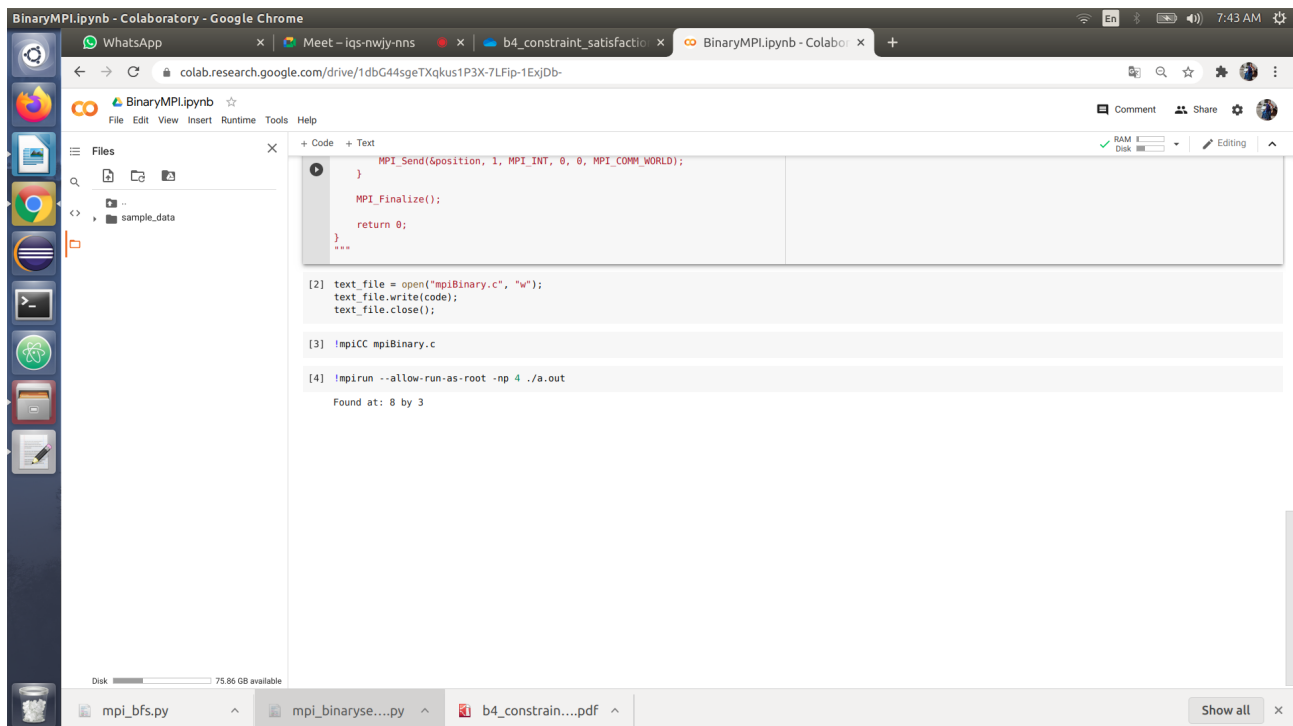 BinaryMPI.ipynb - Colaboratory - Google Chrome
En
7:43 AM
WhatsApp
Meet – iqs-nwjy-nns
b4_constraint_satisfactio
BinaryMPI.ipynb - Colabor
colab.research.google.com/drive/1dbG44sgeTXqkus1P3X-7LFip-1ExjDb-
BinaryMPI.ipynb
File Edit View Insert Runtime Tools Help
Comment
Share
Files
+ Code + Text
RAM
Disk
Editing
..
sample_data
MPI_Send(&position, 1, MPI_INT, 0, 0, MPI_COMM_WORLD);
}
MPI_Finalize();
return 0;
}
"""
[2] text_file = open("mpiBinary.c", "w");
text_file.write(code);
text_file.close();
[3] !mpiCC mpiBinary.c
[4] !mpirun --allow-run-as-root -np 4 ./a.out
Found at: 8 by 3
Disk
75.86 GB available
mpi_bfs.py
mpi_binaryse....py
b4_constrain....pdf
Show all